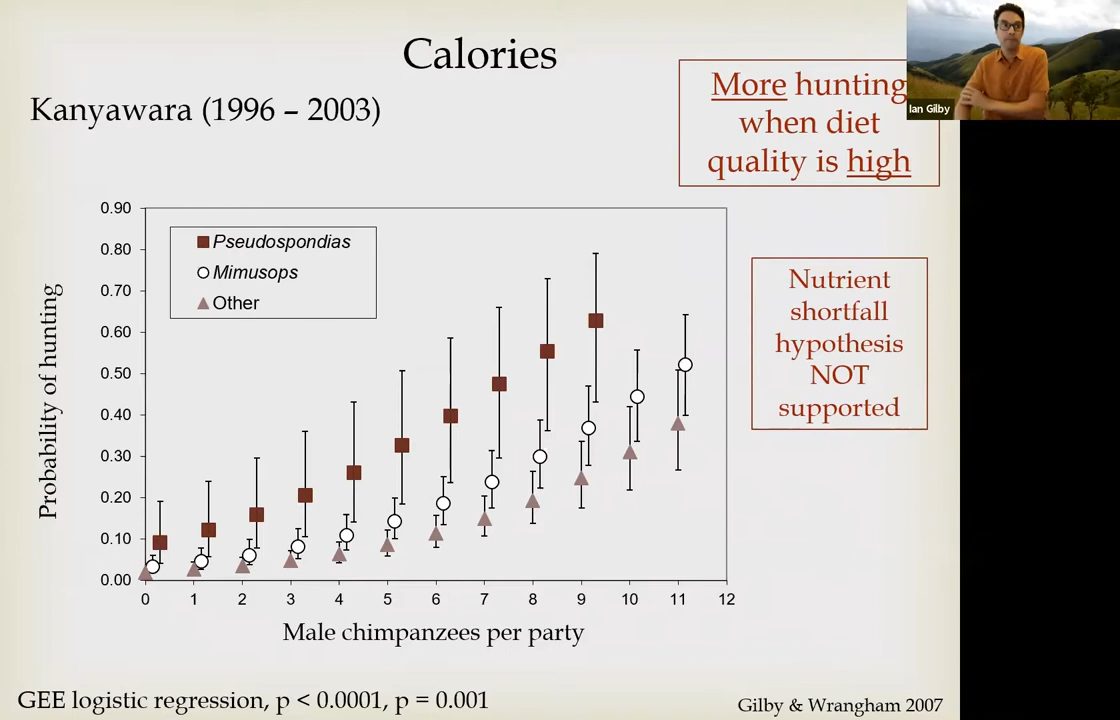 Calories
Kanyawara (1996 – 2003)
More hunting
when diet
quality is high
Ian Gilby
Nutrient
shortfall
hypothesis
NOT
supported
Probability of hunting
0.90
0.80
0.70
0.60
0.50
0.40
0.30
0.20
0.10
0.00
Pseudospondias
Mimusops
Other
0 1 2 3 4 5 6 7 8 9 10 11 12
Male chimpanzees per party
GEE logistic regression, p < 0.0001, p = 0.001
Gilby & Wrangham 2007